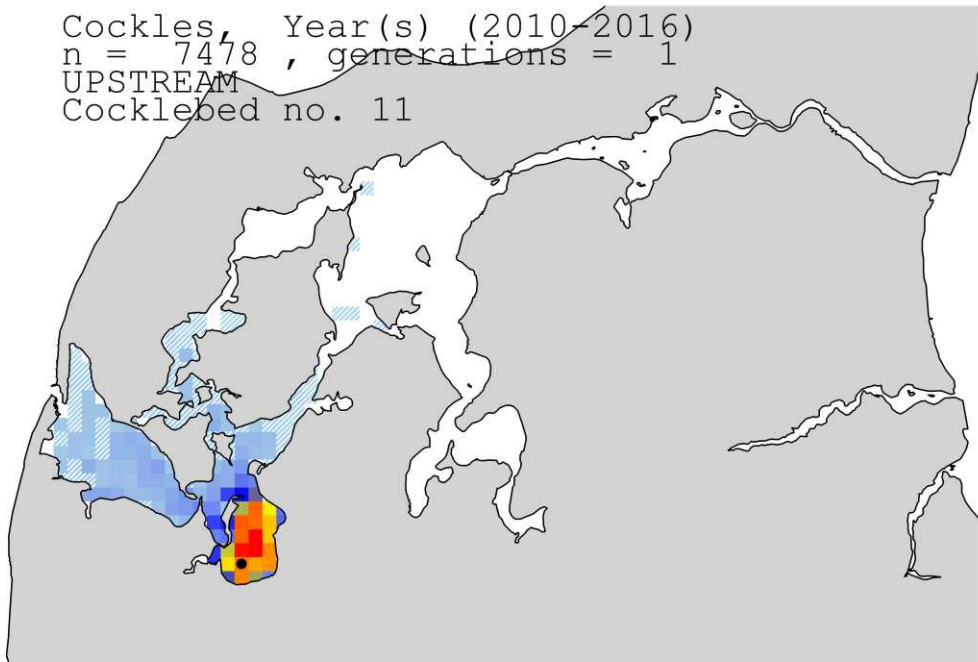 Cockles, Year(s) (2010-2016)
n = 7478 , generations = 1
UPSTREAM
Cocklebed no. 11